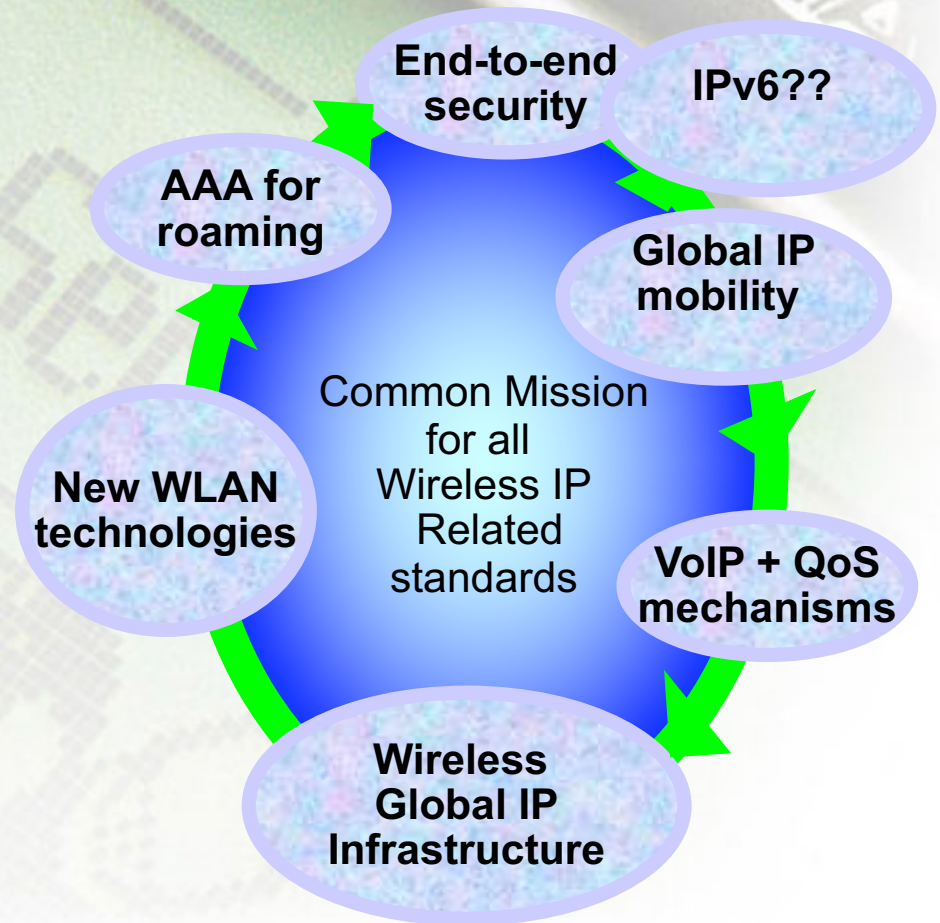 End-to-end
security
IPv6??
AAA for
roaming
Global IP
mobility
Common Mission
for all
Wireless IP
Related
standards
New WLAN
technologies
VoIP + QoS
mechanisms
Wireless
Global IP
Infrastructure